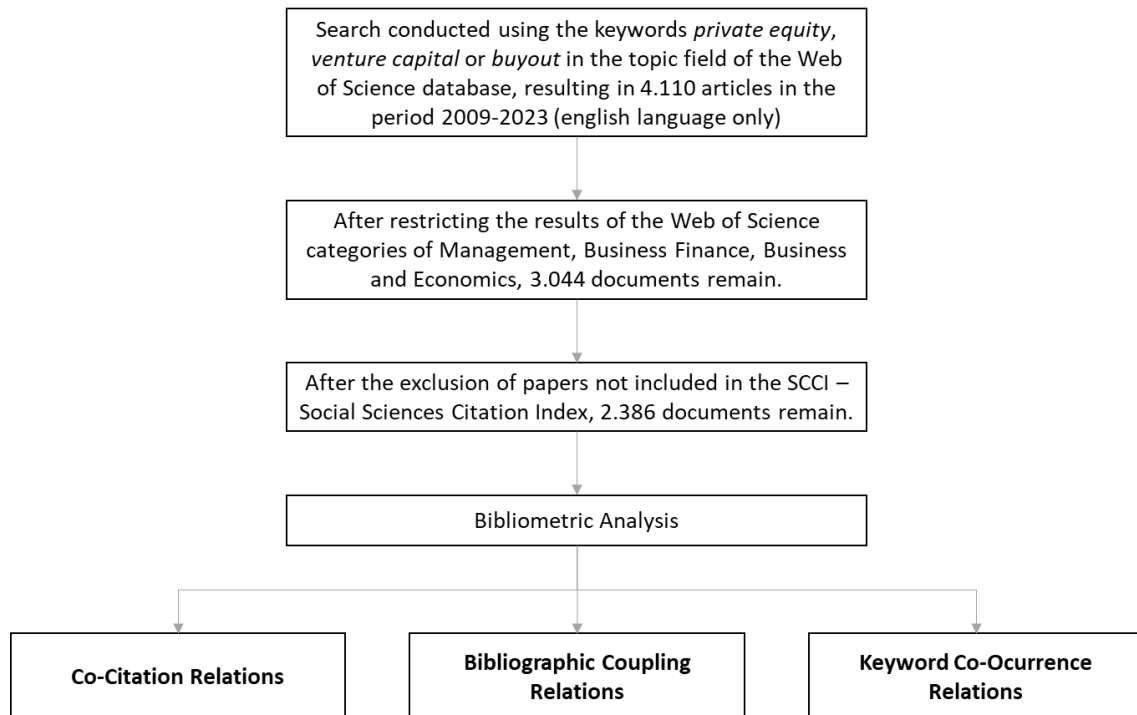 Search conducted using the keywords private equity,
venture capital or buyout in the topic field of the Web
of Science database, resulting in 4.110 articles in the
period 2009-2023 (english language only)
After restricting the results of the Web of Science
categories of Management, Business Finance, Business
and Economics, 3.044 documents remain.
After the exclusion of papers not included in the SCCI –
Social Sciences Citation Index, 2.386 documents remain.
Bibliometric Analysis
Co-Citation Relations
Bibliographic Coupling
Relations
Keyword Co-Ocurrence
Relations